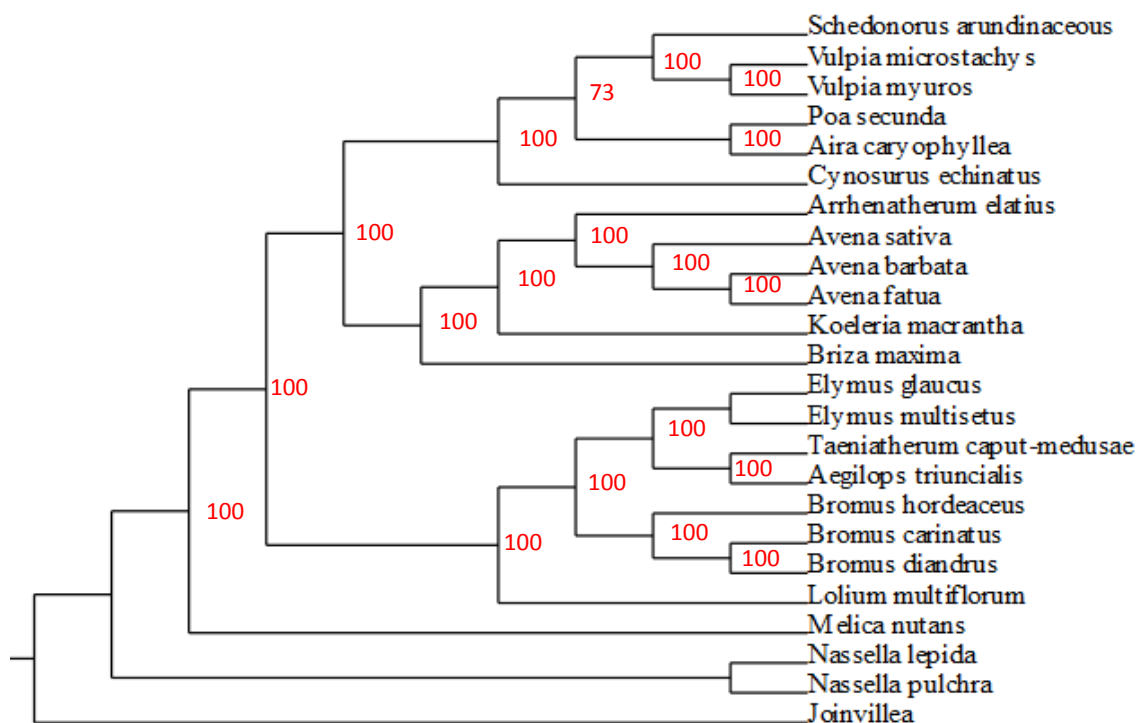 Schedonorus arundinaceous
Vulpia microstachy s
100
100
Vulpia myuros
73
Poa secunda
100
100
Aira caryophyllea
Cynosurus echinatus
Arrhenatherum elatius
100
100
Avena sativa
100
Avena barbata
100
100
Avena fatua
100
Koeleria macrantha
Briza maxima
100
Elymus glaucus
Elymus multisetus
100
Taeniatherum caput-medusae
100
Aegilops triuncialis
100
Bromus hordeaceus
100
100
Bromus carinatus
100
100
Bromus diandrus
Lolium multiflorum
Melica nutans
Nassella lepida
Nassella pulchra
Joinvillea